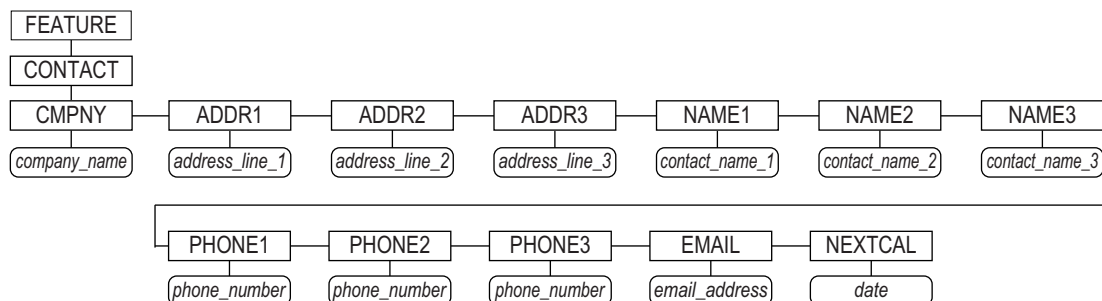 FEATURE
CONTACT
CMPNY ADDR1 ADDR2 ADDR3 NAME1 NAME2 NAME3
company_name address_line_1 address_line_2 address_line_3 contact_name_1 contact_name_2 contact_name_3
PHONE1 PHONE2 PHONE3 EMAIL NEXTCAL
phone_number phone_number phone_number email_address date